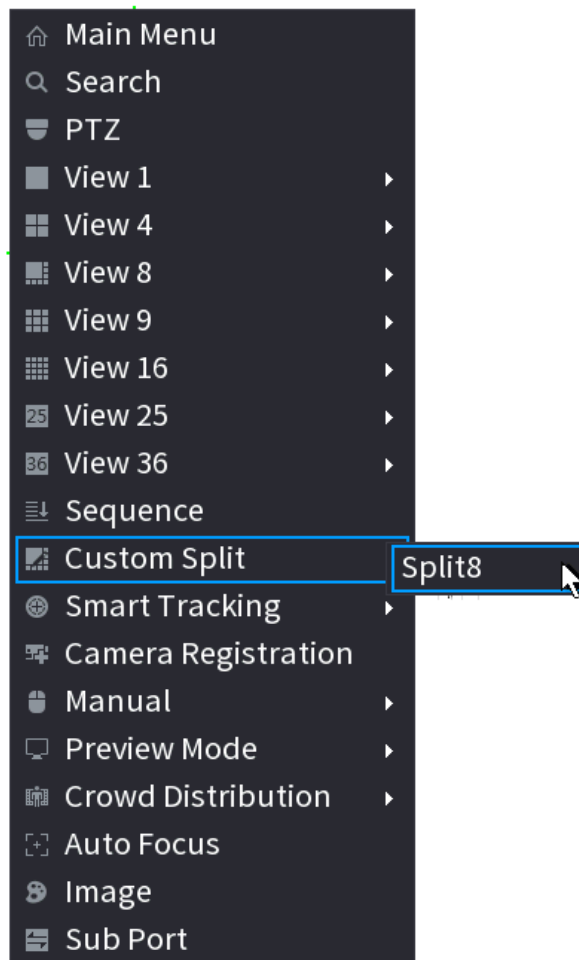 Main Menu
Search
PTZ
View 1
View 4
View 8
View 9
View 16
25 View 25
36 View 36
Sequence
Custom Split
Split8
Smart Tracking
Camera Registration
Manual
Preview Mode
Crowd Distribution
Auto Focus
Image
Sub Port